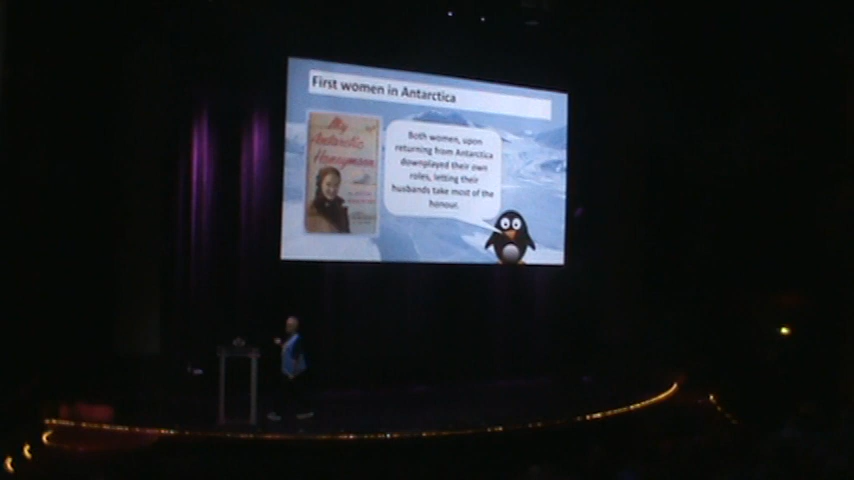 First women in Antarctica
My
Antarctic
Honeymoon
Both women, upon
returning from Antarctica
downplayed their own
roles, letting their
husbands take most of the
honour.